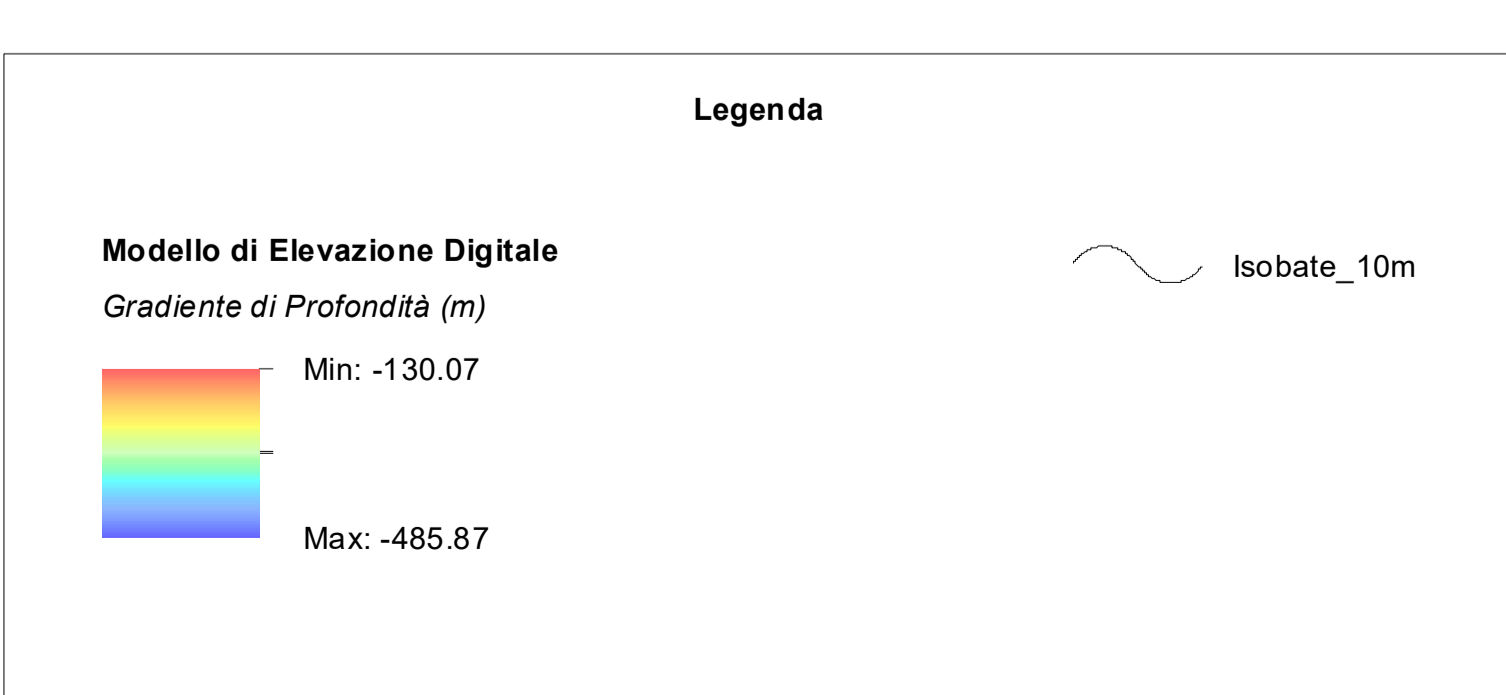 Legenda
Modello di Elevazione Digitale
Gradiente di Profondità (m)
Min: -130.07
Max: -485.87
Isobate_10m